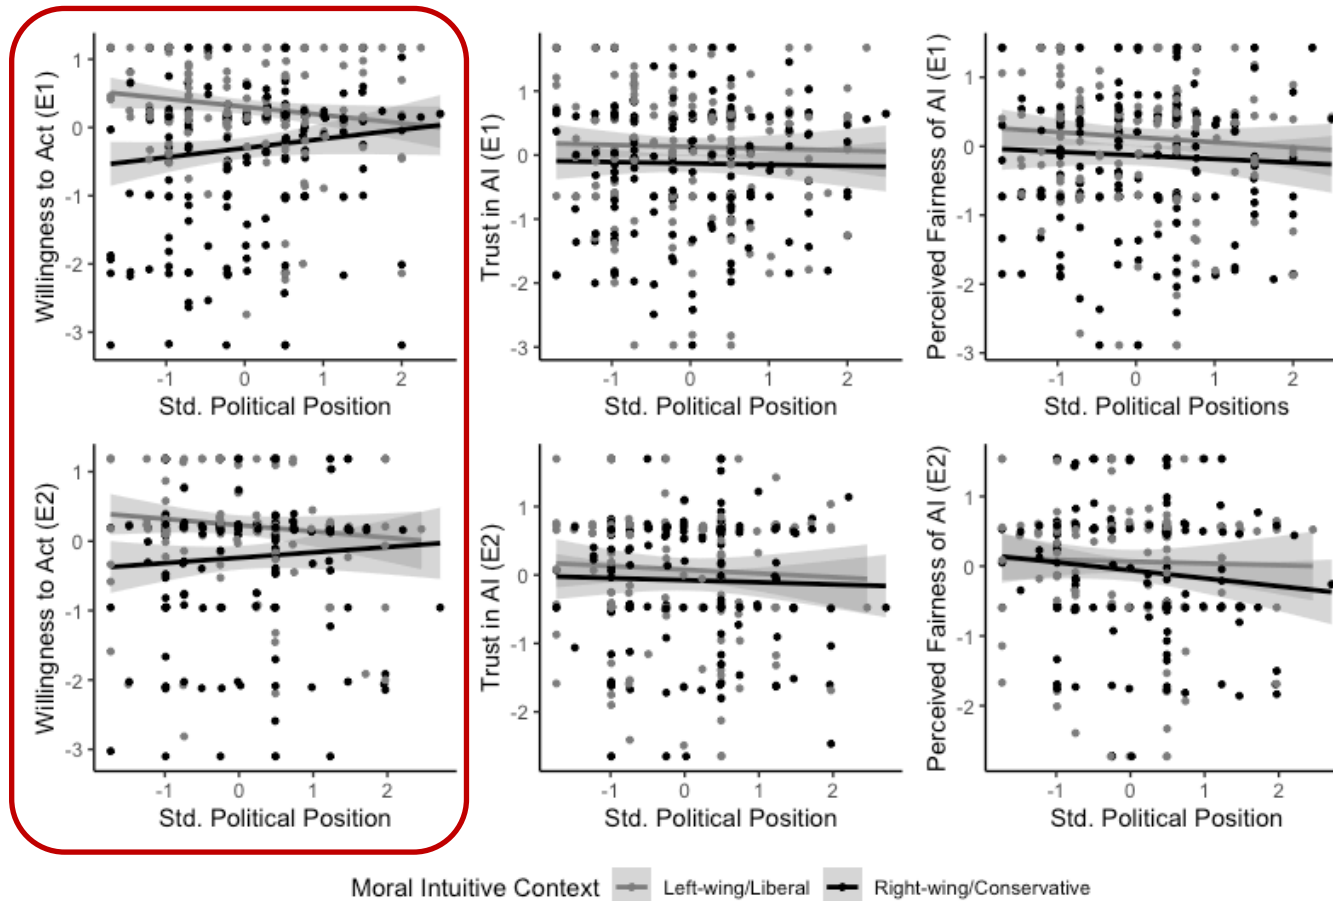 Willingness to Act (E1)
1
0
-1
-2
-3
-1 0 1 2
Std. Political Position
Trust in AI (E1)
1
0
-1
-2
-3
-1 0 1 2
Std. Political Position
Perceived Fairness of AI (E1)
1
0
-1
-2
-3
-1 0 1 2
Std. Political Positions
Willingness to Act (E2)
1
0
-1
-2
-3
-1 0 1 2
Std. Political Position
Trust in AI (E2)
1
0
-1
-2
-1 0 1 2
Std. Political Position
Perceived Fairness of AI (E2)
1
0
-1
-2
-1 0 1 2
Std. Political Position
Moral Intuitive Context Left-wing/Liberal Right-wing/Conservative